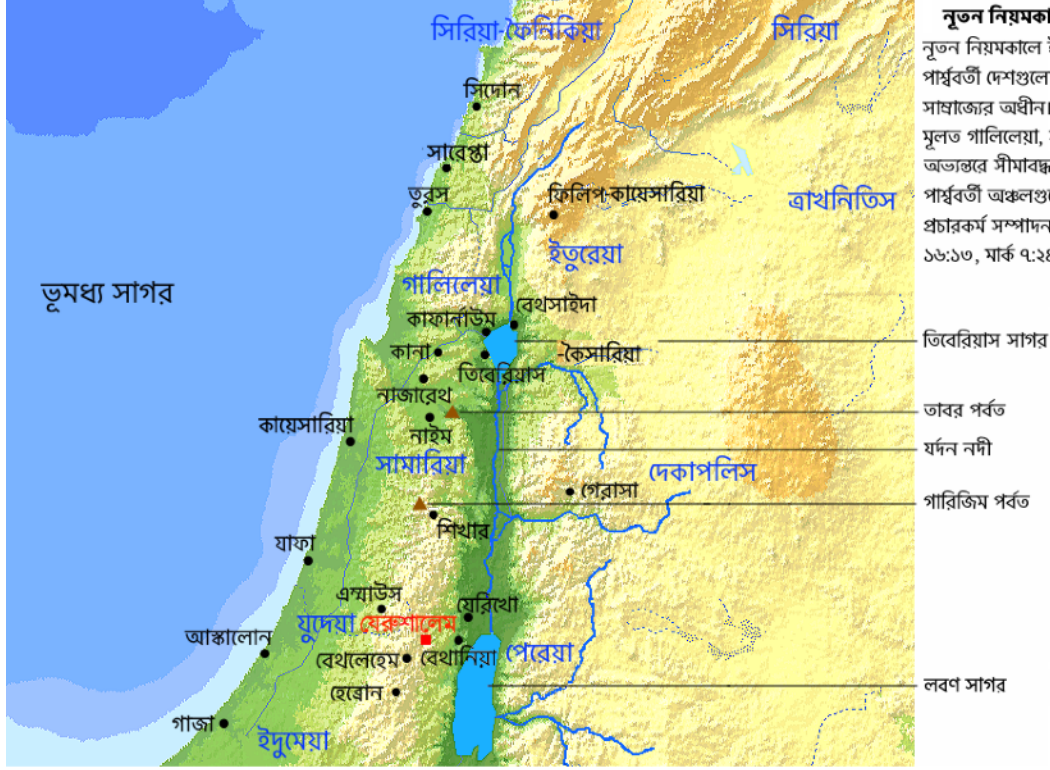 সিরিয়া-ফৈনিকিয়া
সিরিয়া
সিদোন
সারেপ্তা
তুরস
ফিলিপ-কায়েসারিয়া
ত্রাখনিতিস
ইতুরেয়া
গালিলেয়া
ভূমধ্য সাগর
বেথসাইদা
কাফার্নাউম
কানা
-কৈসারিয়া
তিবেরিয়াস
নাজারেথ
নাইম
কায়েসারিয়া
সামারিয়া
দেকাপলিস
গেরাসা
শিখার
যাফা
এম্মাউস
যেরিখো
যুদেয়া
যেরুশালেম
আস্কালোন
বেথলেহেম
বেথানিয়া
পেরেয়া
হেব্রোন
গাজা
ইদুমেয়া
নূতন নিয়মকা
নূতন নিয়মকালে
পার্শ্ববর্তী দেশগুলো
সাম্রাজ্যের অধীন।
মূলত গালিলেয়া,
অভ্যন্তরে সীমাবদ্ধ
পার্শ্ববর্তী অঞ্চলগু
প্রচারকর্ম সম্পাদন
১৬:১৩, মার্ক ৭:২৪
তিবেরিয়াস সাগর
তাবর পর্বত
যর্দন নদী
গারিজিম পর্বত
লবণ সাগর